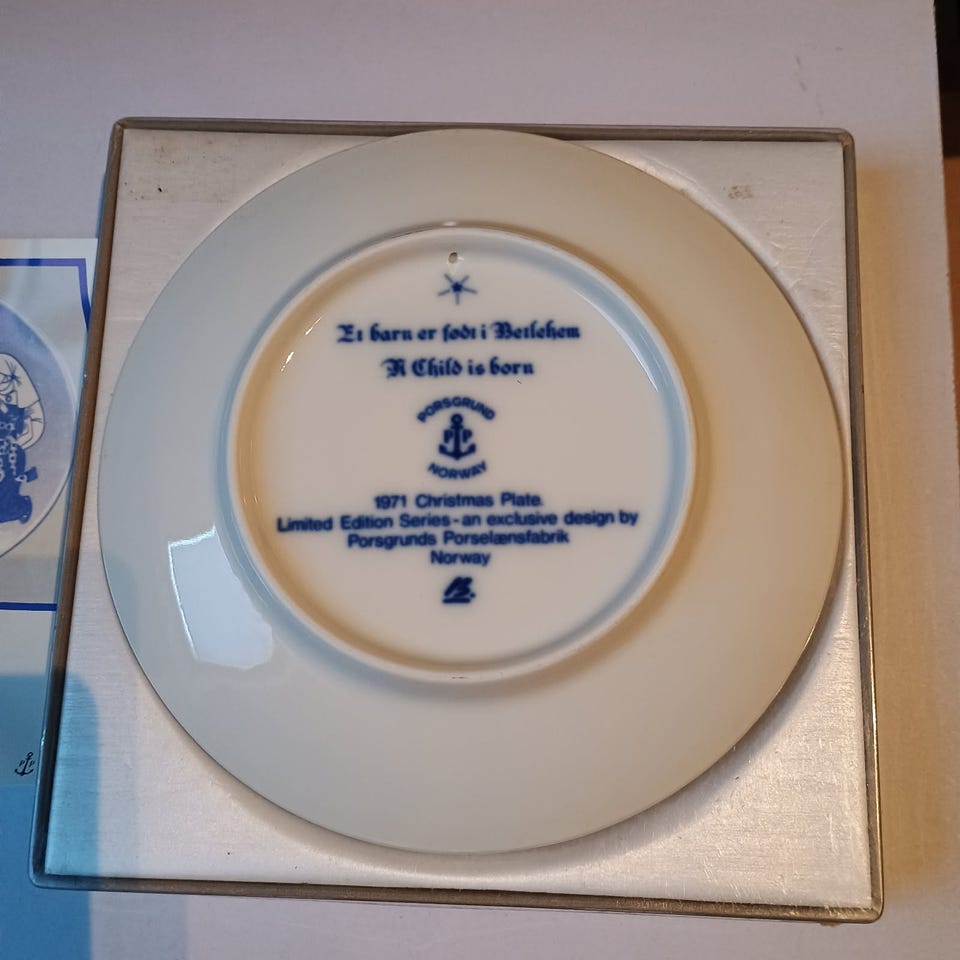 Et barn er født i Betlehem
A Child is born
PORSGRUND
P P
NORWAY
1971 Christmas Plate.
Limited Edition Series - an exclusive design by
Porsgrunds Porselænsfabrik
Norway
P P